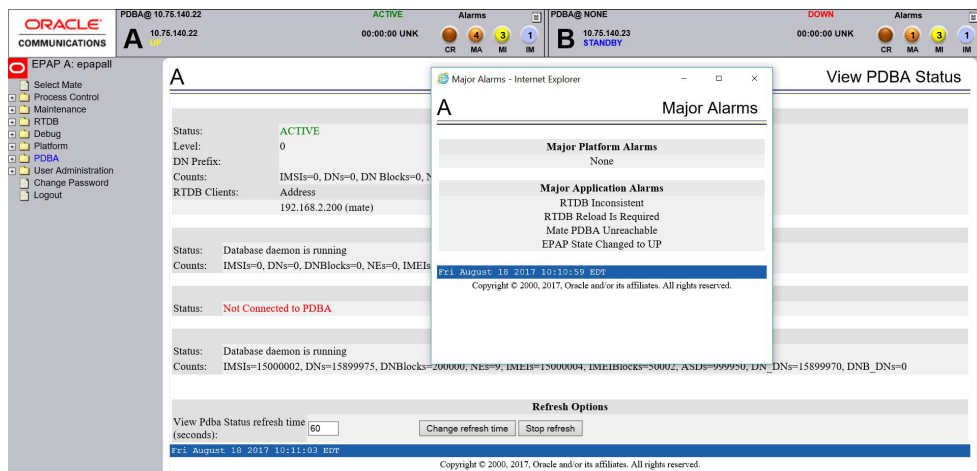 ORACLE
COMMUNICATIONS
PDBA@ 10.75.140.22
ACTIVE
Alarms
A
10.75.140.22
UP
00:00:00 UNK
4
3
1
CR MA MI IM
PDBA@ NONE
DOWN
Alarms
B
10.75.140.23
STANDBY
00:00:00 UNK
1
3
1
CR MA MI IM
EPAP A: epapall
Select Mate
Process Control
Maintenance
RTDB
Debug
Platform
PDBA
User Administration
Change Password
Logout
A
View PDBA Status
Status: ACTIVE
Level: 0
DN Prefix:
Counts: IMSIs=0, DNs=0, DN Blocks=0,
RTDB Clients: Address
192.168.2.200 (mate)
Status: Database daemon is running
Counts: IMSIs=0, DNs=0, DNBlocks=0, NEs=0, IMEIs
Status: Not Connected to PDBA
Status: Database daemon is running
Counts: IMSIs=15000002, DNs=15899975, DNBlocks=200000, NEs=9, IMEIs=15000004, IMEIBlocks=50002, ASDs=999950, DN_DNs=15899970, DNB_DNs=0
Major Alarms - Internet Explorer
A
Major Alarms
Major Platform Alarms
None
Major Application Alarms
RTDB Inconsistent
RTDB Reload Is Required
Mate PDBA Unreachable
EPAP State Changed to UP
Fri August 18 2017 10:10:59 EDT
Copyright © 2000, 2017, Oracle and/or its affiliates. All rights reserved.
Refresh Options
View Pdba Status refresh time
(seconds):
60
Change refresh time
Stop refresh
Fri August 18 2017 10:11:03 EDT
Copyright © 2000, 2017, Oracle and/or its affiliates. All rights reserved.